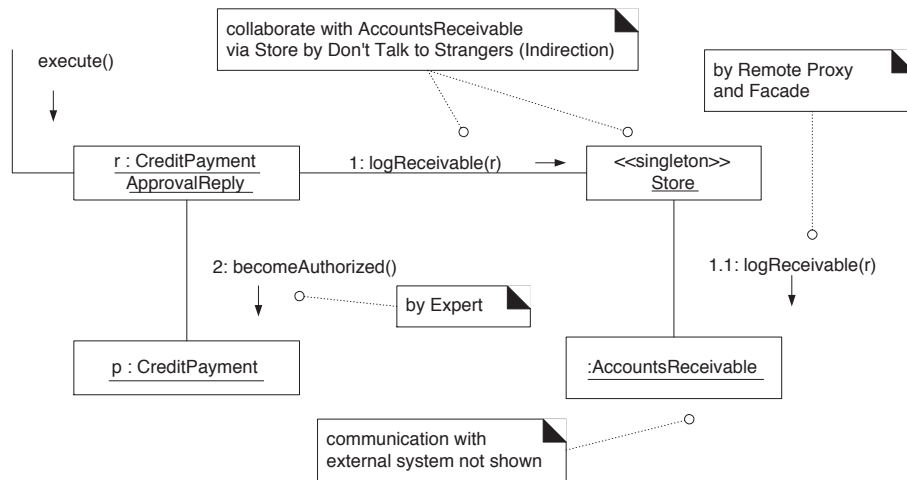 collaborate with AccountsReceivable
via Store by Don't Talk to Strangers (Indirection)
execute()
by Remote Proxy
and Facade
r : CreditPayment
ApprovalReply
1: logReceivable(r)
<<singleton>>
Store
2: becomeAuthorized()
1.1: logReceivable(r)
by Expert
p : CreditPayment
:AccountsReceivable
communication with
external system not shown